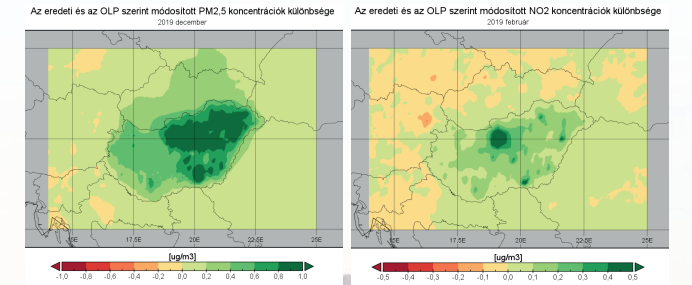 Az eredeti és az OLP szerint módosított PM2,5 koncentrációk különbsége
2019 december
15E 17.5E 20E 22.5E 25E
[ug/m3]
-1,0 -0,8 -0,6 -0,4 -0,2 -0,0 0,2 0,4 0,6 0,8 1,0
Az eredeti és az OLP szerint módosított NO2 koncentrációk különbsége
2019 február
15E 17.5E 20E 22.5E 25E
[ug/m3]
-0,5 -0,4 -0,3 -0,2 -0,1 0,0 0,1 0,2 0,3 0,4 0,5